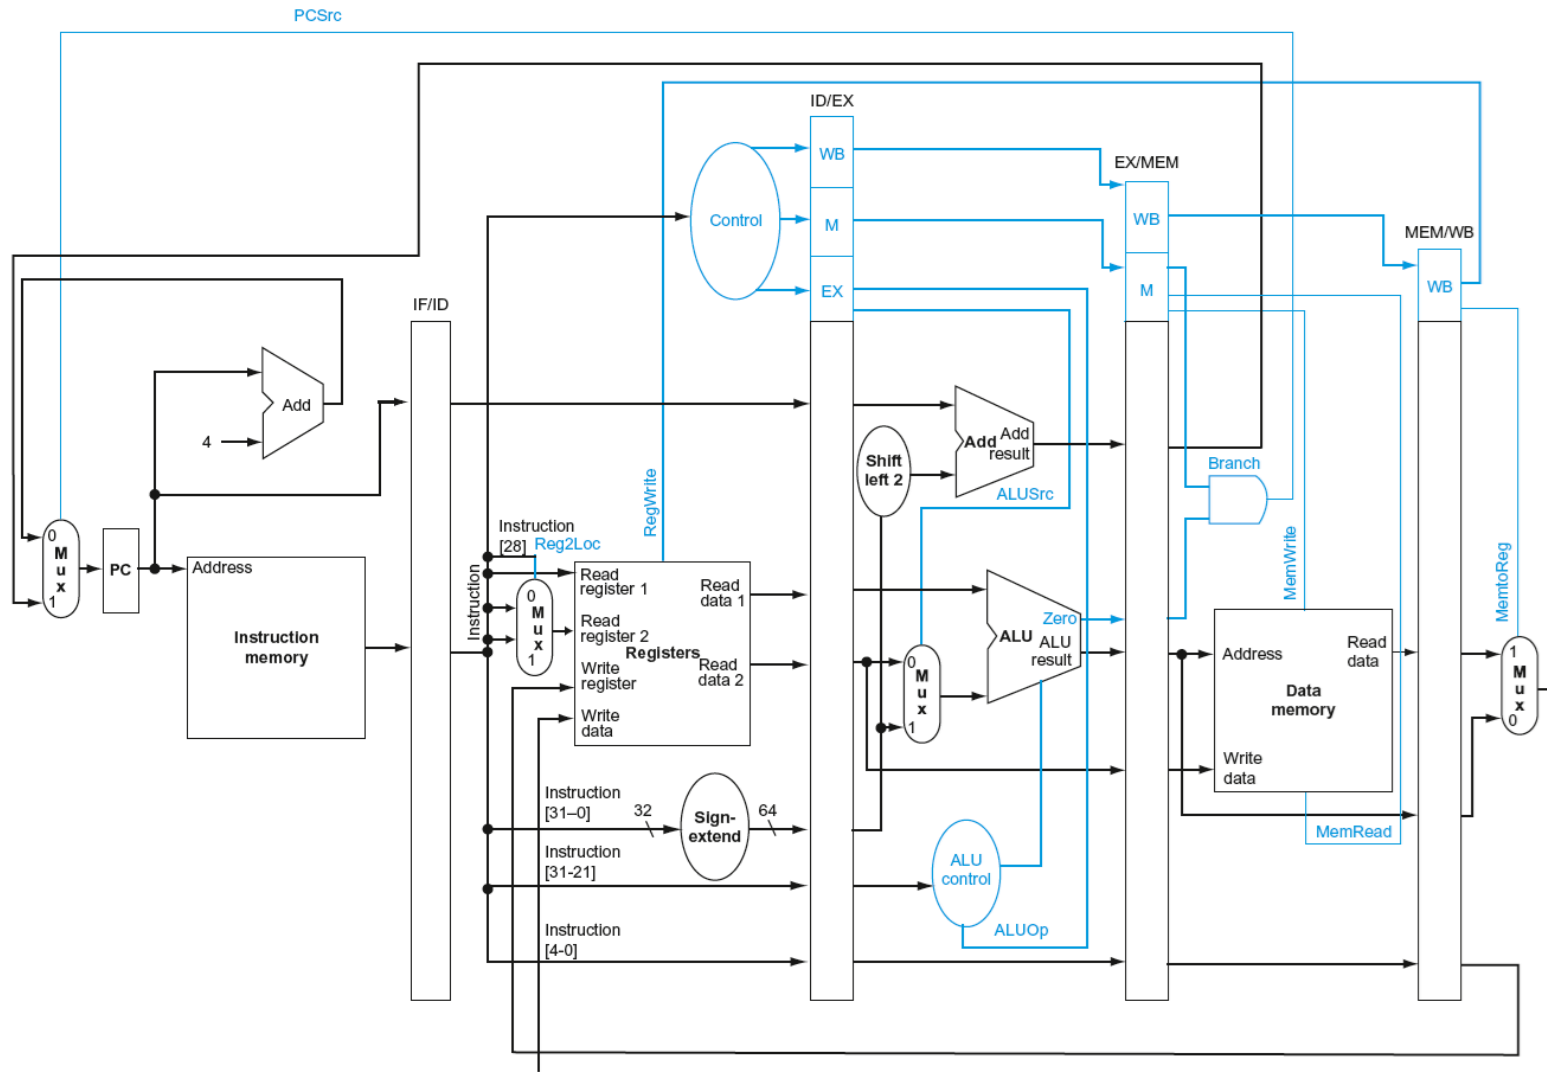 PCSrc
ID/EX
WB
EX/MEM
Control
M
WB
MEM/WB
EX
M
WB
IF/ID
Add
4
Shift
left 2
Add
Add
result
Branch
ALUSrc
RegWrite
MemWrite
MemtoReg
Instruction
[28]
Reg2Loc
0
M
u
x
1
PC
Address
Instruction
memory
Instruction
0
M
u
x
1
Read
register 1
Read
register 2
Write
register
Write
data
Registers
Read
data 1
Read
data 2
0
M
u
x
1
Zero
ALU
ALU
result
Address
Read
data
Data
memory
Write
data
1
M
u
x
0
MemRead
Instruction
[31–0]
32
Sign-
extend
64
Instruction
[31-21]
ALU
control
Instruction
[4-0]
ALUOp